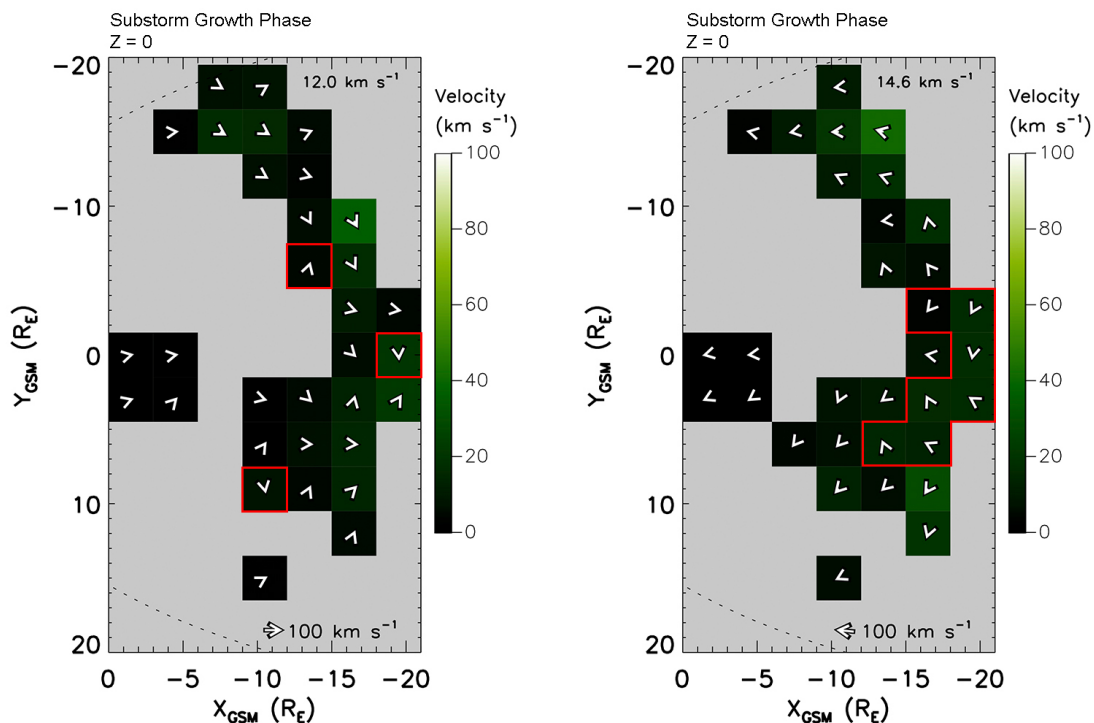 Substorm Growth Phase
Z = 0
12.0 km s⁻¹
Velocity
(km s⁻¹)
100
80
60
40
20
0
−20
−10
0
10
20
Y_GSM (R_E)
100 km s⁻¹
0 −5 −10 −15 −20
X_GSM (R_E)
Substorm Growth Phase
Z = 0
14.6 km s⁻¹
Velocity
(km s⁻¹)
100
80
60
40
20
0
−20
−10
0
10
20
Y_GSM (R_E)
100 km s⁻¹
0 −5 −10 −15 −20
X_GSM (R_E)